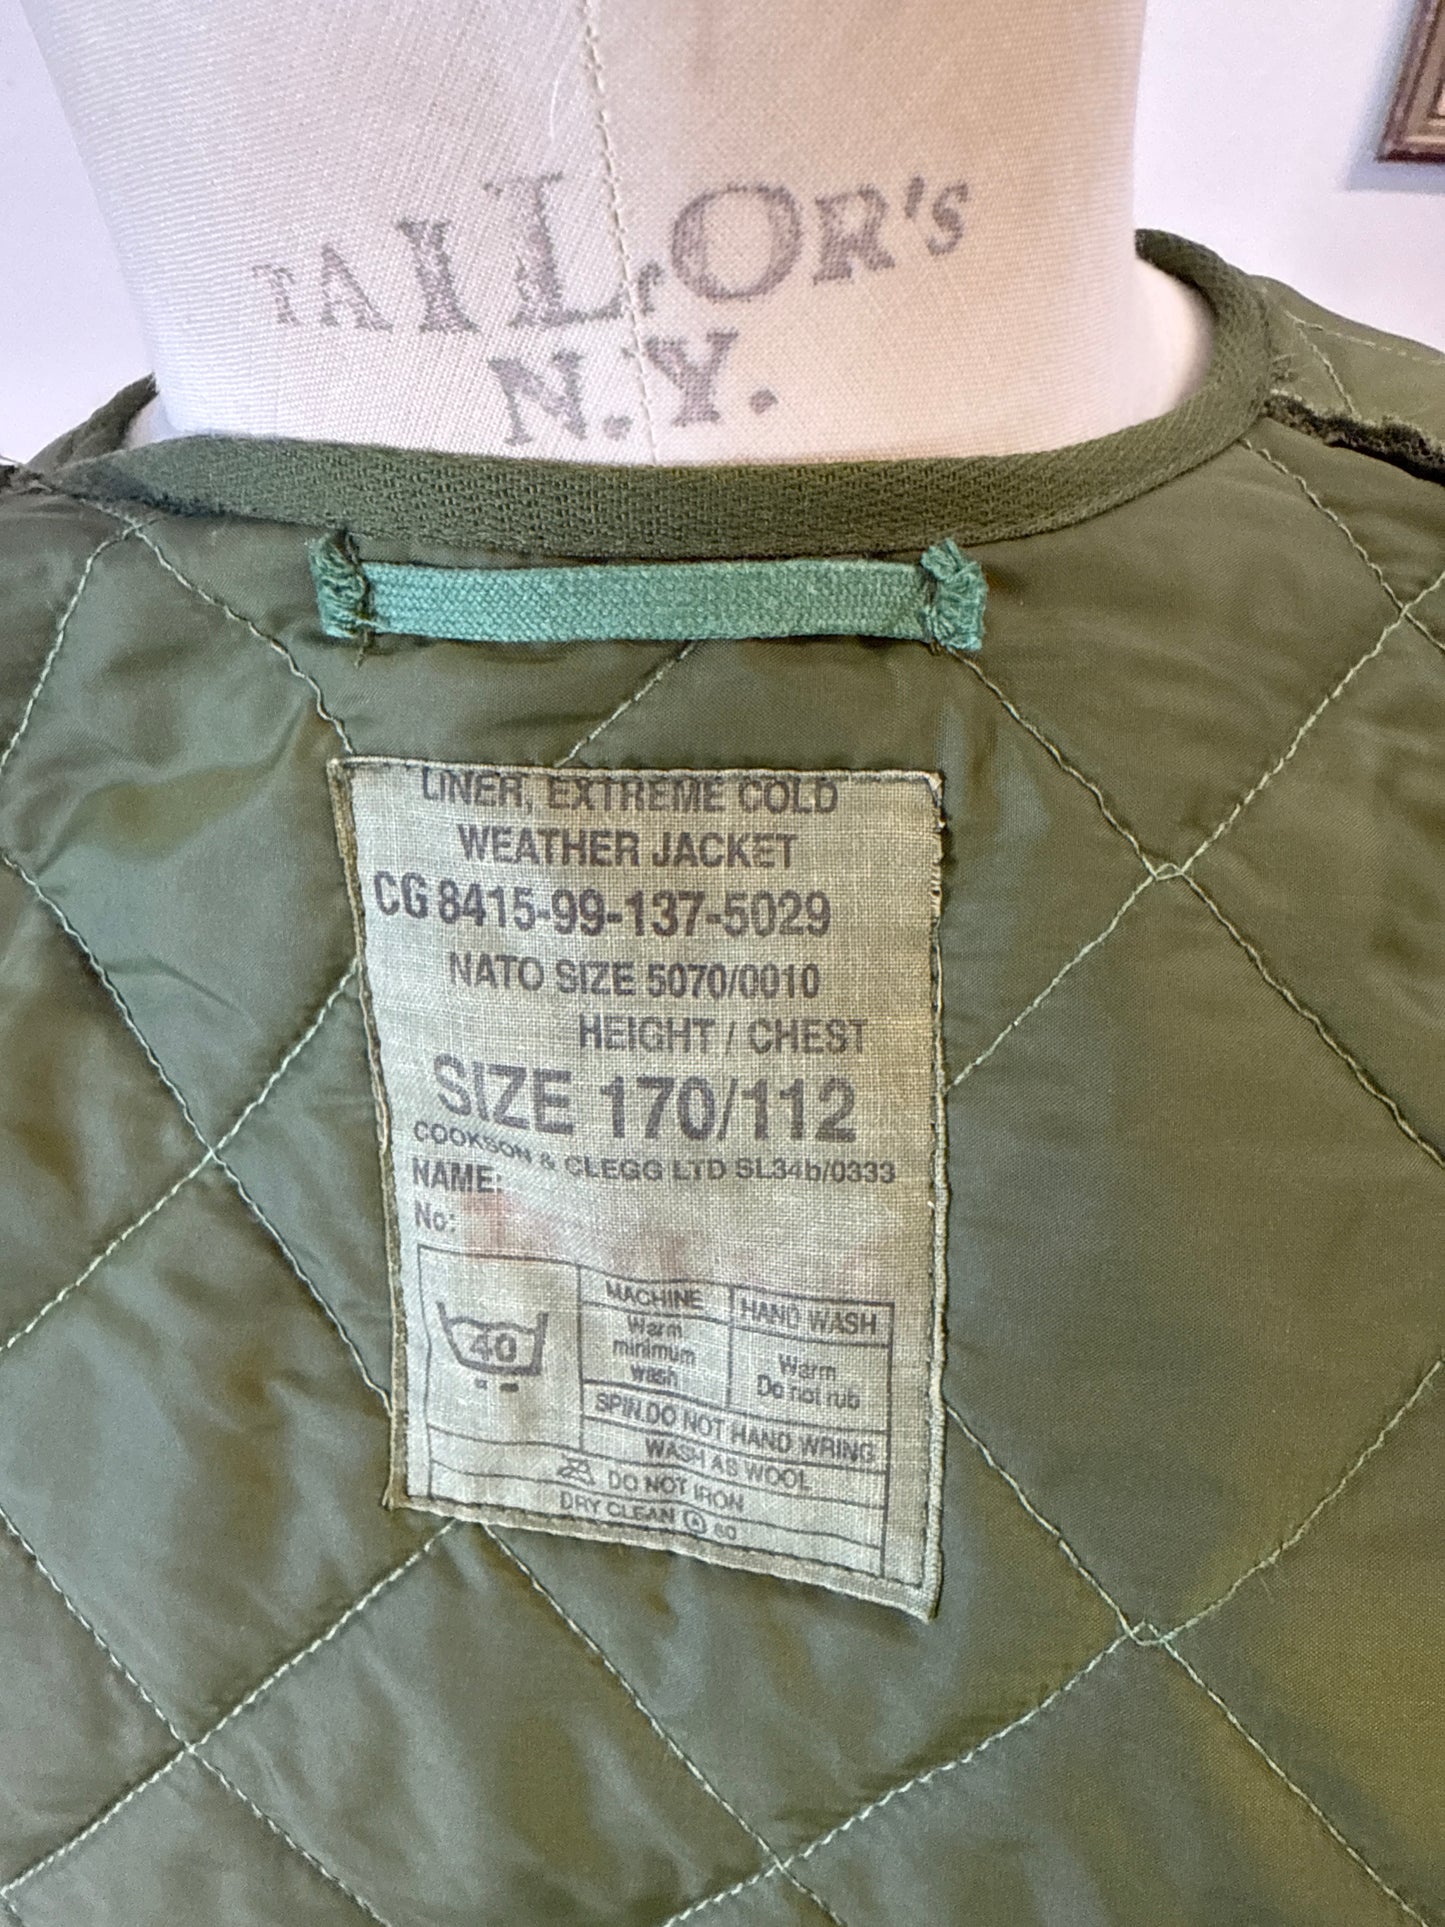 TAILOR'S
N.Y.
LINER, EXTREME COLD
WEATHER JACKET
CG 8415-99-137-5029
NATO SIZE 5070/0010
HEIGHT / CHEST
SIZE 170/112
COOKSON & CLEGG LTD SL34b/0333
NAME:
No:
40
MACHINE
Warm
minimum
wash
HAND WASH
Warm
Do not rub
SPIN.DO NOT HAND WRING
WASH AS WOOL
DO NOT IRON
DRY CLEAN A 60